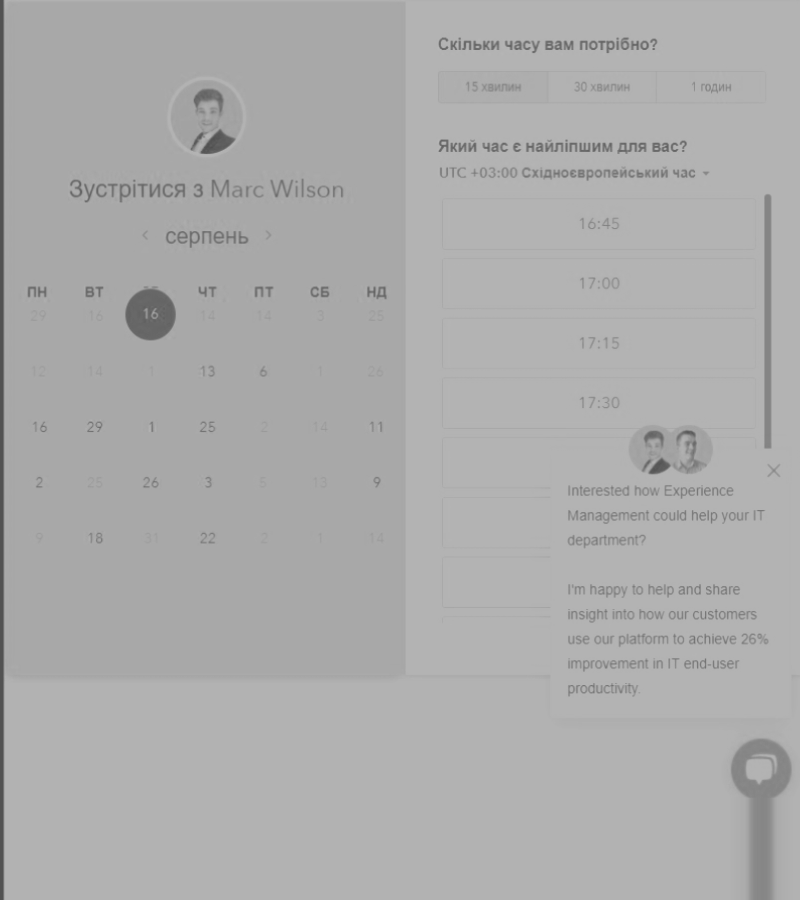 Зустрітися з Marc Wilson
серпень
ПН ВТ ЧТ ПТ СБ НД
29 16 16 14 14 3 25
12 14 1 13 6 1 26
16 29 1 25 2 14 11
2 25 26 3 5 13 9
9 18 31 22 2 1 14
Скільки часу вам потрібно?
15 хвилин 30 хвилин 1 годин
Який час є найліпшим для вас?
UTC +03:00 Східноєвропейський час
16:45
17:00
17:15
17:30
Interested how Experience
Management could help your IT
department?
I'm happy to help and share
insight into how our customers
use our platform to achieve 26%
improvement in IT end-user
productivity.